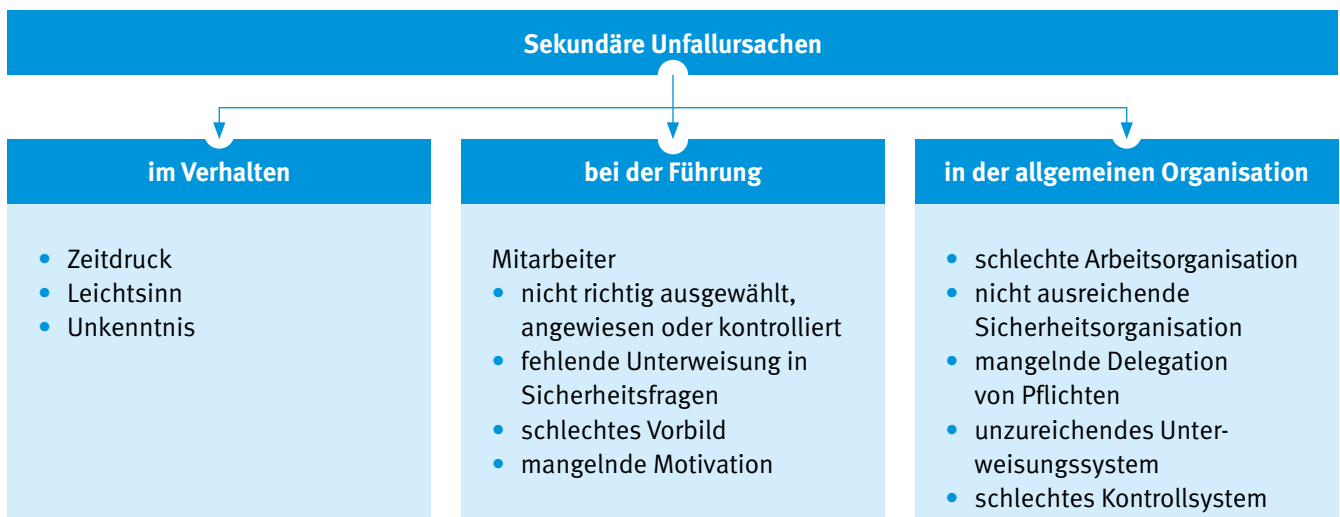 Sekundäre Unfallursachen
im Verhalten
• Zeitdruck
• Leichtsinn
• Unkenntnis
bei der Führung
Mitarbeiter
• nicht richtig ausgewählt,
angewiesen oder kontrolliert
• fehlende Unterweisung in
Sicherheitsfragen
• schlechtes Vorbild
• mangelnde Motivation
in der allgemeinen Organisation
• schlechte Arbeitsorganisation
• nicht ausreichende
Sicherheitsorganisation
• mangelnde Delegation
von Pflichten
• unzureichendes Unter-
weisungssystem
• schlechtes Kontrollsystem